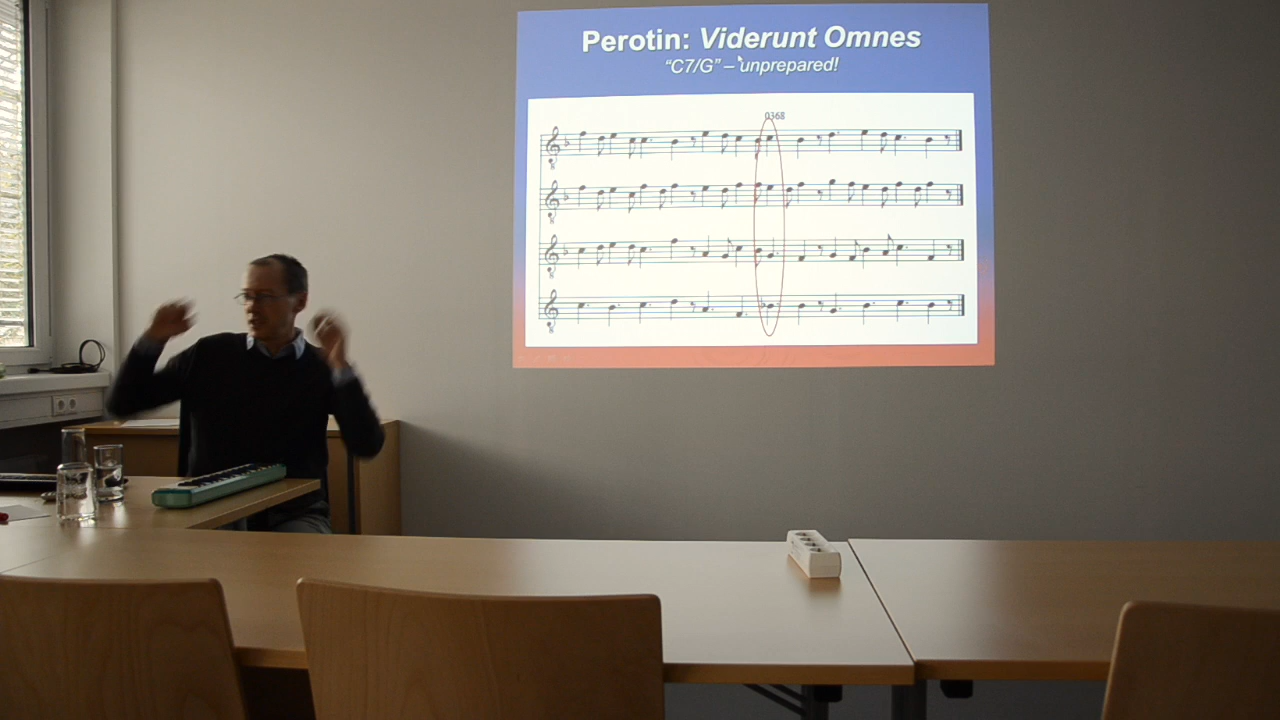 Perotin: Viderunt Omnes
“C7/G” – unprepared!
0368